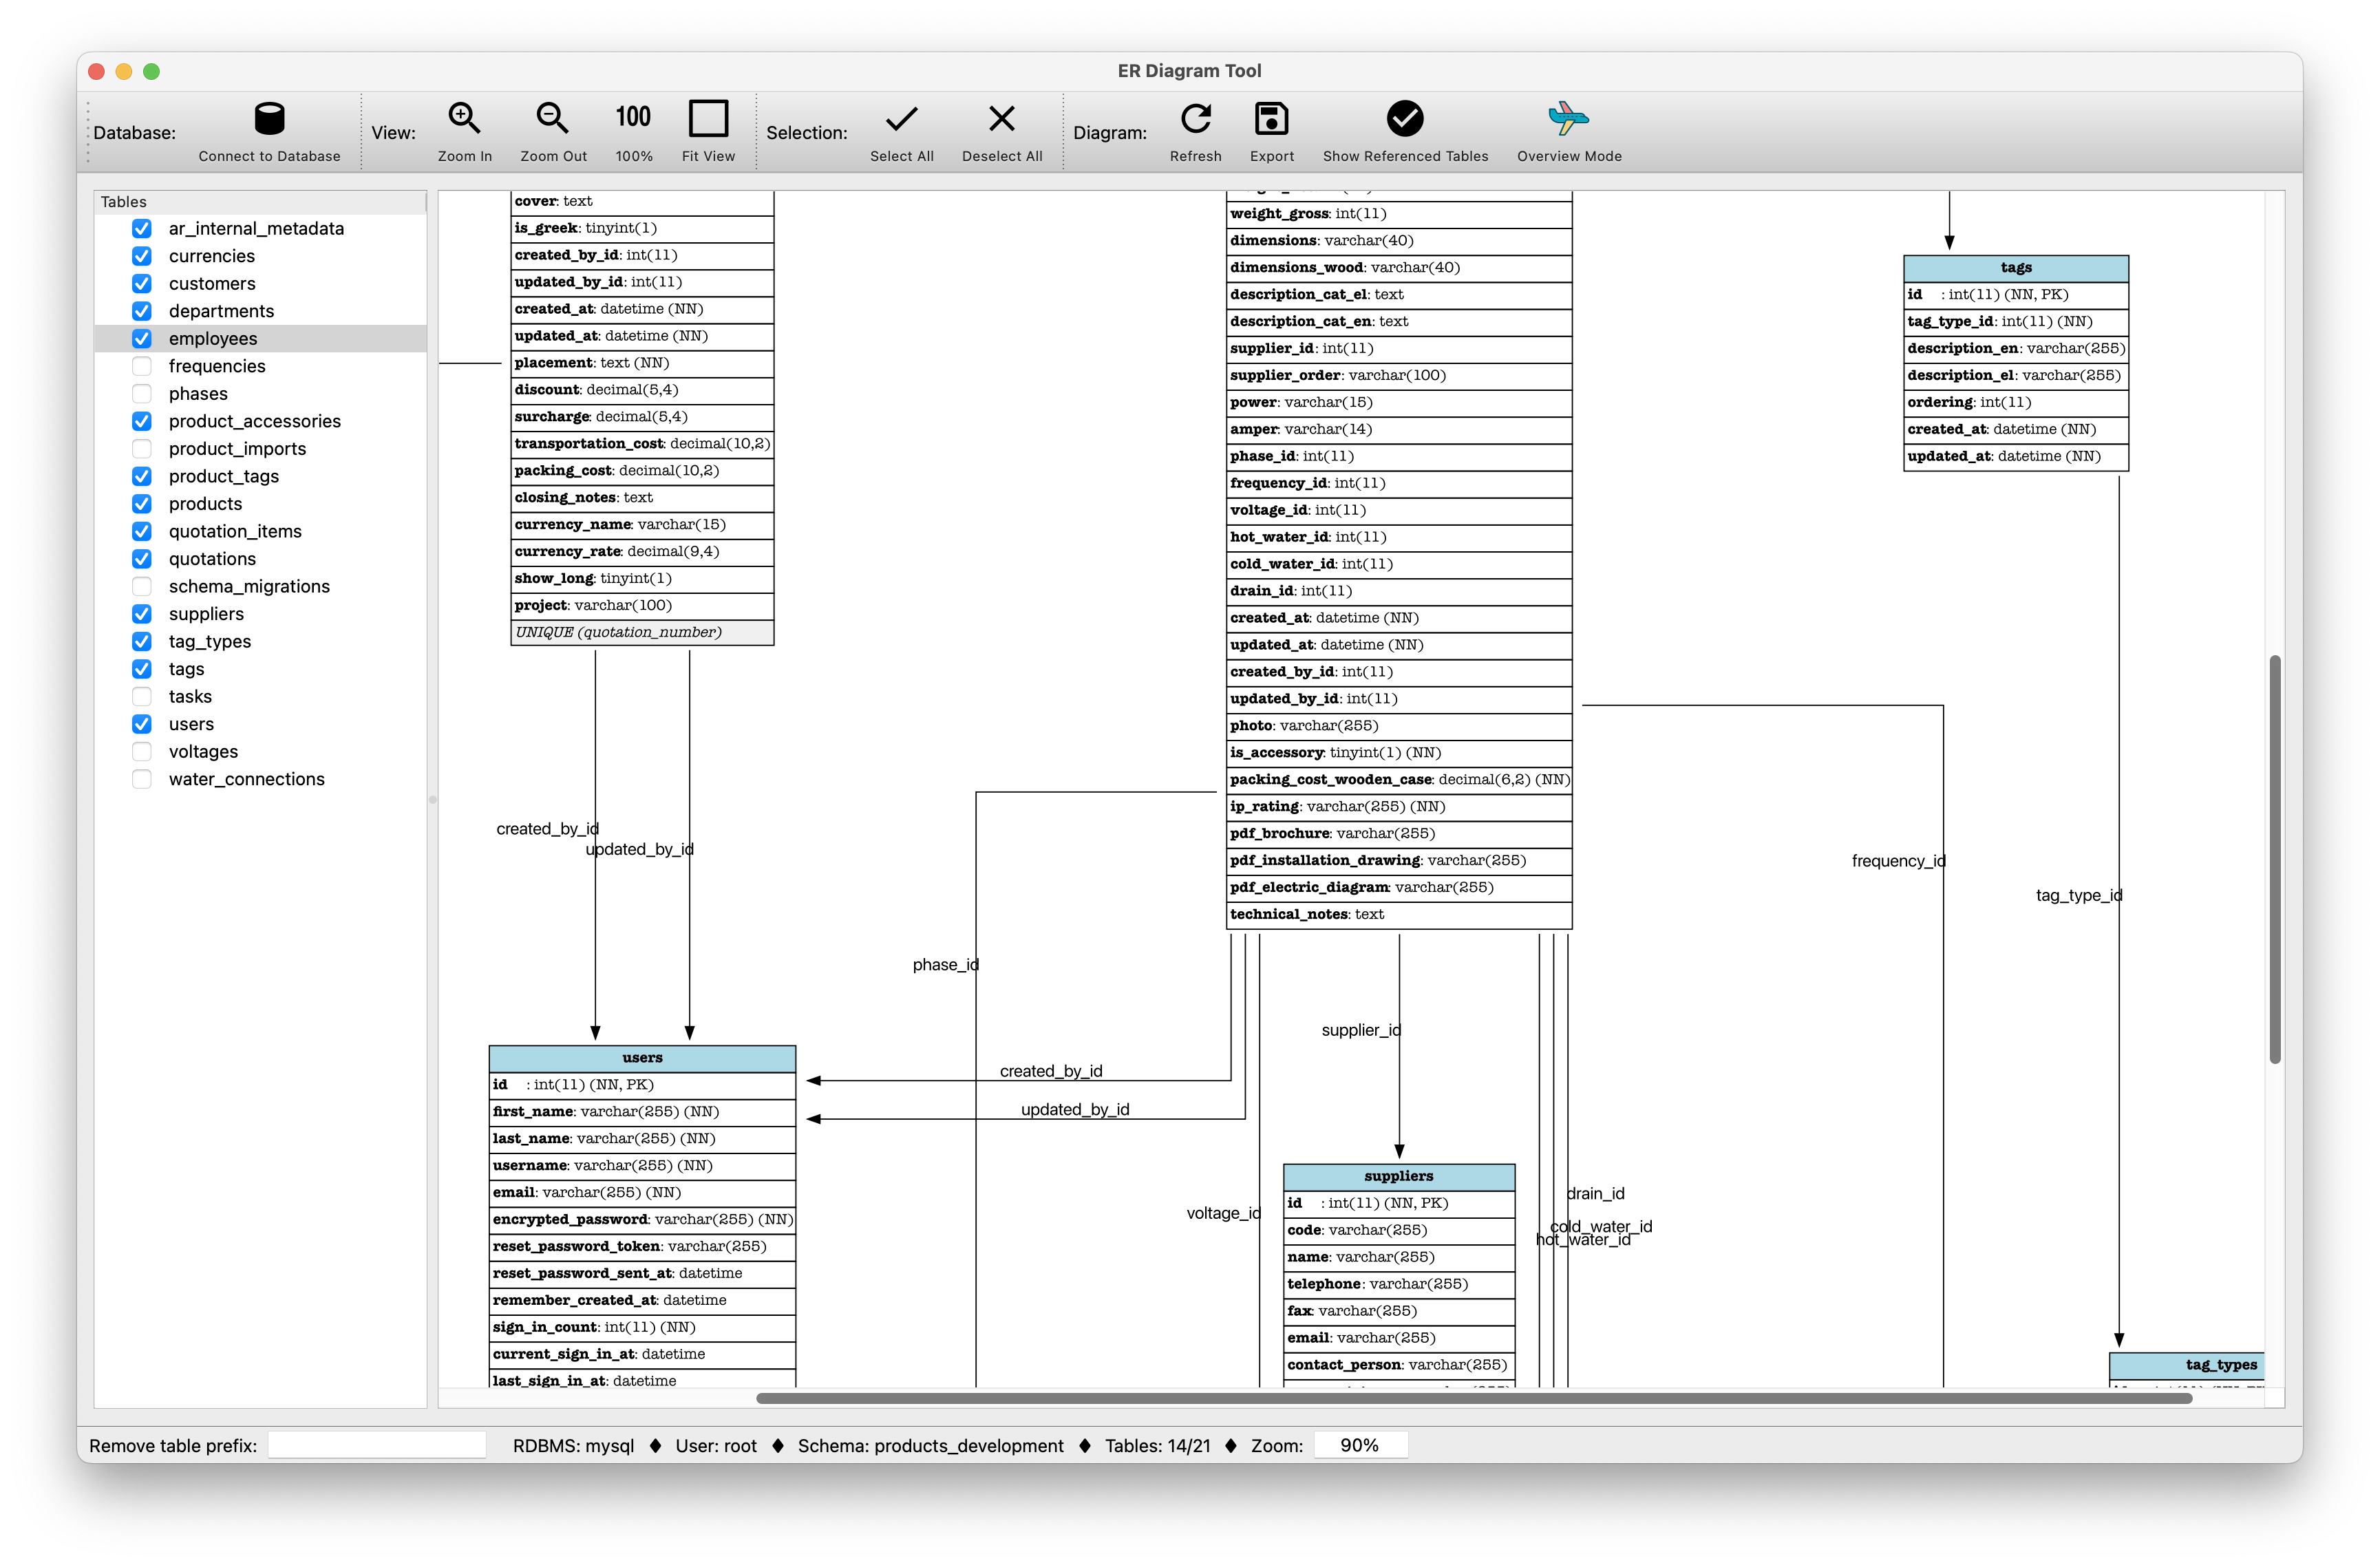 ER Diagram Tool
Database:
Connect to Database
View:
Zoom In
Zoom Out
100
100%
Fit View
Selection:
Select All
Deselect All
Diagram:
Refresh
Export
Show Referenced Tables
Overview Mode
Tables
ar_internal_metadata
currencies
customers
departments
employees
frequencies
phases
product_accessories
product_imports
product_tags
products
quotation_items
quotations
schema_migrations
suppliers
tag_types
tags
tasks
users
voltages
water_connections
cover: text
is_greek: tinyint(1)
created_by_id: int(11)
updated_by_id: int(11)
created_at: datetime (NN)
updated_at: datetime (NN)
placement: text (NN)
discount: decimal(5,4)
surcharge: decimal(5,4)
transportation_cost: decimal(10,2)
packing_cost: decimal(10,2)
closing_notes: text
currency_name: varchar(15)
currency_rate: decimal(9,4)
show_long: tinyint(1)
project: varchar(100)
UNIQUE (quotation_number)
created_by_id
updated_by_id
users
id : int(11) (NN, PK)
first_name: varchar(255) (NN)
last_name: varchar(255) (NN)
username: varchar(255) (NN)
email: varchar(255) (NN)
encrypted_password: varchar(255) (NN)
reset_password_token: varchar(255)
reset_password_sent_at: datetime
remember_created_at: datetime
sign_in_count: int(11) (NN)
current_sign_in_at: datetime
last_sign_in_at: datetime
weight_gross: int(11)
dimensions: varchar(40)
dimensions_wood: varchar(40)
description_cat_el: text
description_cat_en: text
supplier_id: int(11)
supplier_order: varchar(100)
power: varchar(15)
amper: varchar(14)
phase_id: int(11)
frequency_id: int(11)
voltage_id: int(11)
hot_water_id: int(11)
cold_water_id: int(11)
drain_id: int(11)
created_at: datetime (NN)
updated_at: datetime (NN)
created_by_id: int(11)
updated_by_id: int(11)
photo: varchar(255)
is_accessory: tinyint(1) (NN)
packing_cost_wooden_case: decimal(6,2) (NN)
ip_rating: varchar(255) (NN)
pdf_brochure: varchar(255)
pdf_installation_drawing: varchar(255)
pdf_electric_diagram: varchar(255)
technical_notes: text
phase_id
supplier_id
created_by_id
updated_by_id
voltage_id
drain_id
cold_water_id
hot_water_id
suppliers
id : int(11) (NN, PK)
code: varchar(255)
name: varchar(255)
telephone: varchar(255)
fax: varchar(255)
email: varchar(255)
contact_person: varchar(255)
tags
id : int(11) (NN, PK)
tag_type_id: int(11) (NN)
description_en: varchar(255)
description_el: varchar(255)
ordering: int(11)
created_at: datetime (NN)
updated_at: datetime (NN)
frequency_id
tag_type_id
tag_types
Remove table prefix:
RDBMS: mysql ♦ User: root ♦ Schema: products_development ♦ Tables: 14/21 ♦ Zoom: 90%